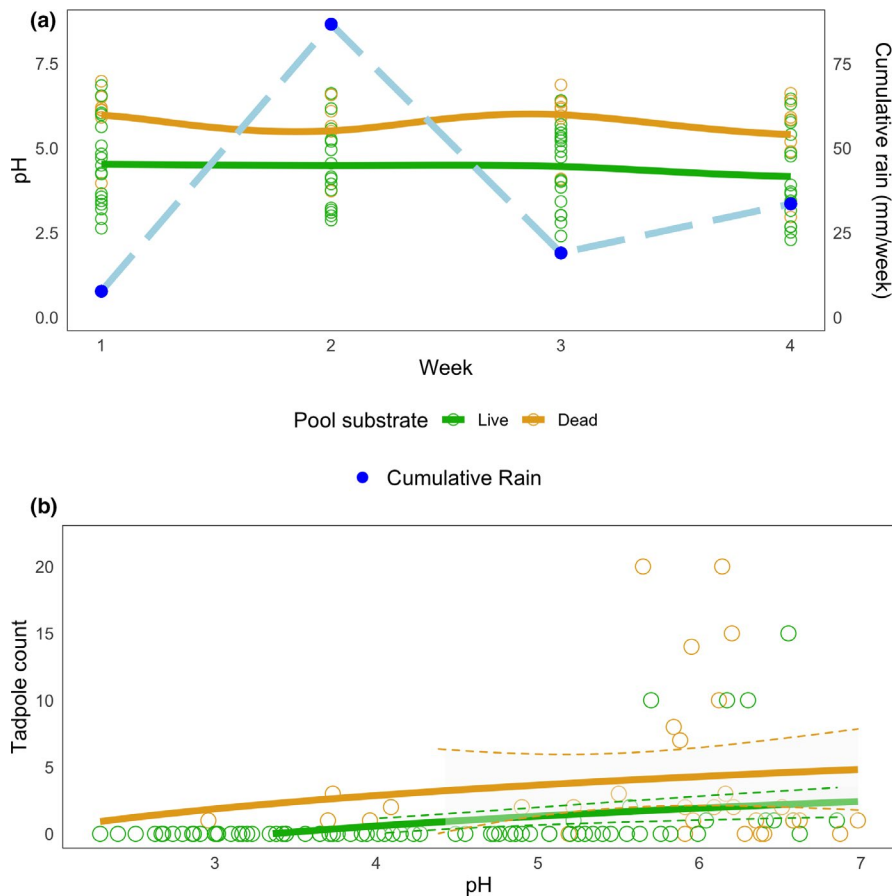 (a)
7.5
5.0
2.5
0.0
pH
75
50
25
0
Cumulative rain (mm/week)
1 2 3 4
Week
Pool substrate Live Dead
Cumulative Rain
(b)
20
15
10
5
0
Tadpole count
3 4 5 6 7
pH